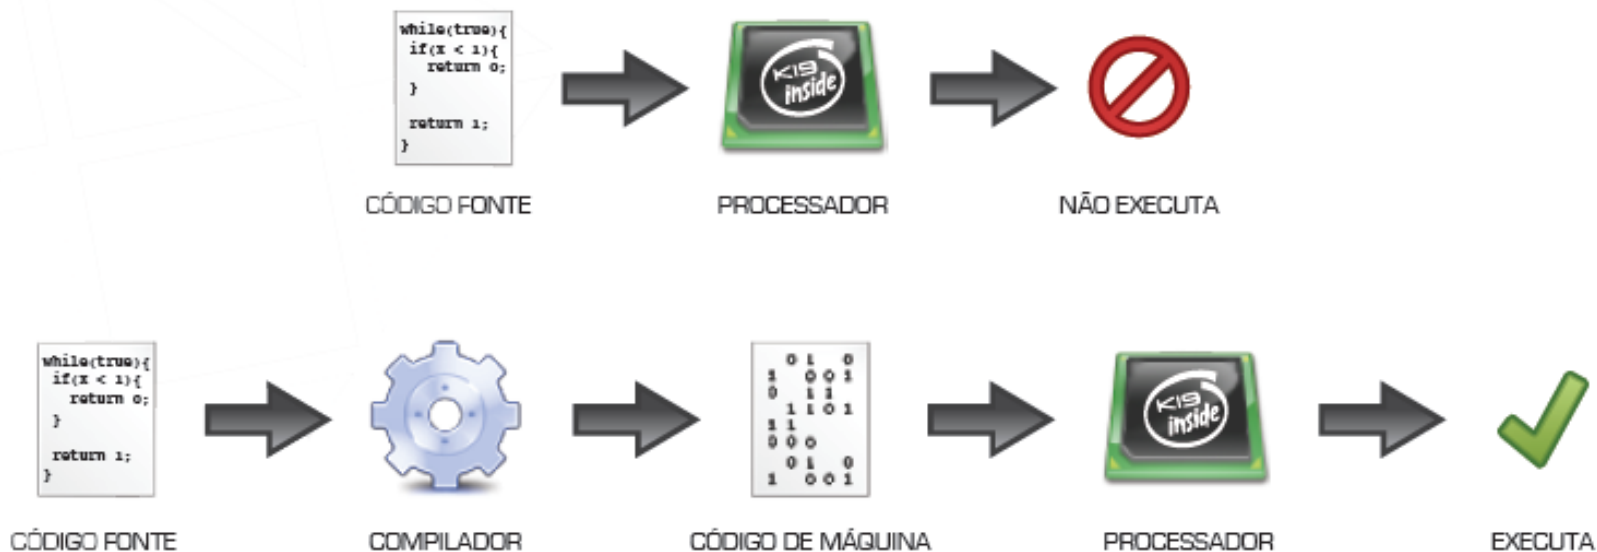 while(true){
if(x < 1){
return 0;
}
return 1;
}
K19
inside
CÓDIGO FONTE
PROCESSADOR
NÃO EXECUTA
while(true){
if(x < 1){
return 0;
}
return 1;
}
0 1 0
1 0 0 1
0 1 1
1 1 0 1
1 1
0 0 0
0 1 0
1 0 0 1
K19
inside
CÓDIGO FONTE
COMPILADOR
CÓDIGO DE MÁQUINA
PROCESSADOR
EXECUTA